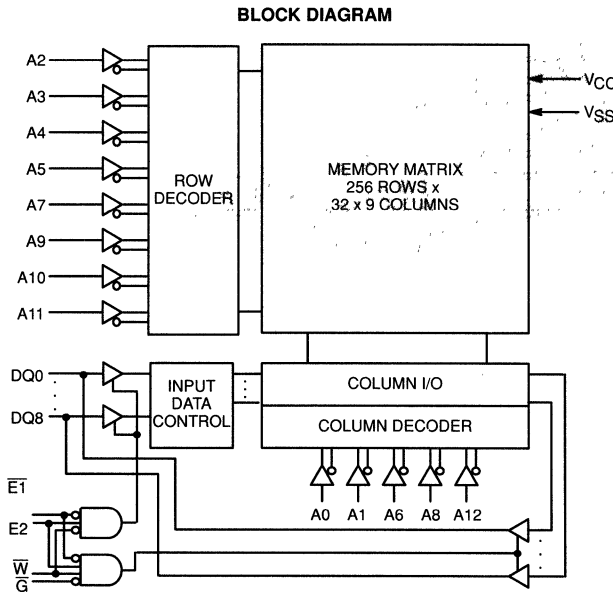 BLOCK DIAGRAM
A2
A3
A4
A5
A7
A9
A10
A11
ROW
DECODER
MEMORY MATRIX
256 ROWS x
32 x 9 COLUMNS
VCC
VSS
DQ0
DQ8
INPUT
DATA
CONTROL
COLUMN I/O
COLUMN DECODER
A0
A1
A6
A8
A12
E1
E2
W
G